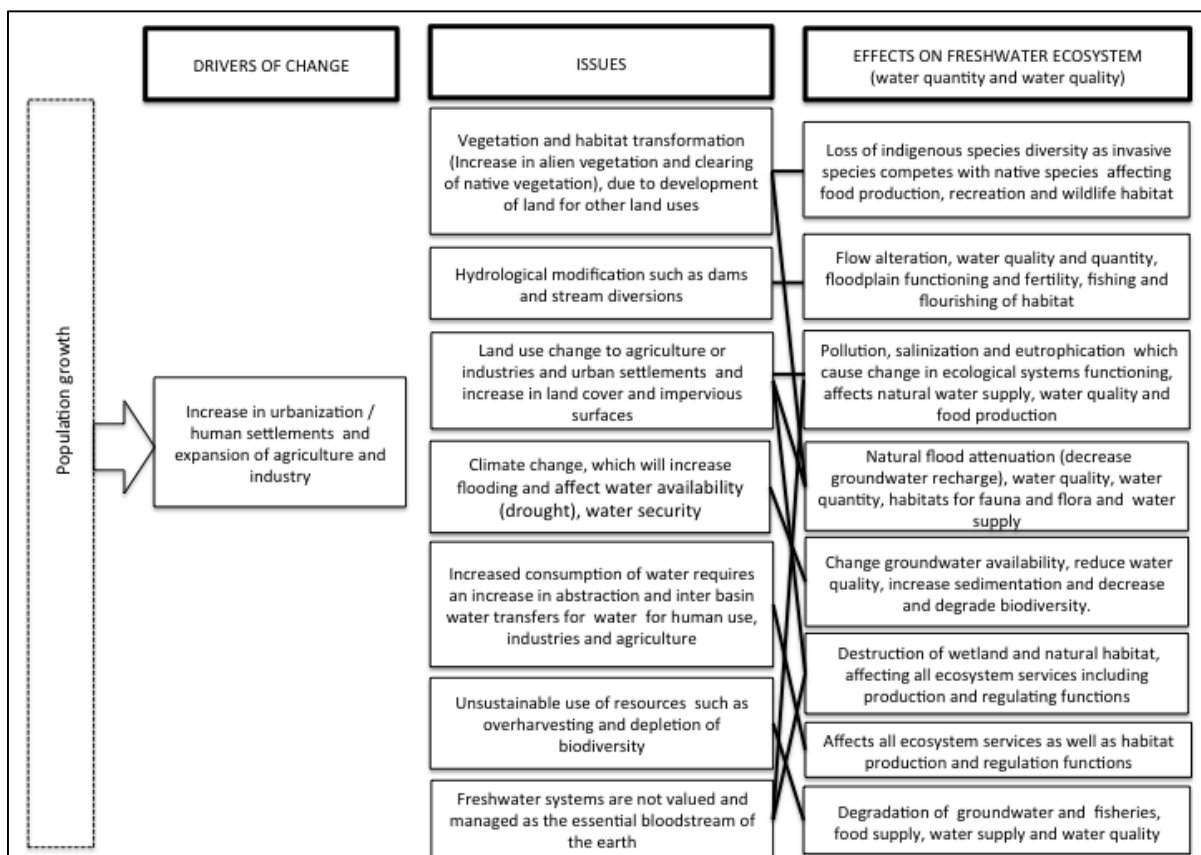 DRIVERS OF CHANGE
ISSUES
EFFECTS ON FRESHWATER ECOSYSTEM
(water quantity and water quality)
Population growth
Increase in urbanization /
human settlements and
expansion of agriculture and
industry
Vegetation and habitat transformation
(Increase in alien vegetation and clearing
of native vegetation), due to development
of land for other land uses
Hydrological modification such as dams
and stream diversions
Land use change to agriculture or
industries and urban settlements and
increase in land cover and impervious
surfaces
Climate change, which will increase
flooding and affect water availability
(drought), water security
Increased consumption of water requires
an increase in abstraction and inter basin
water transfers for water for human use,
industries and agriculture
Unsustainable use of resources such as
overharvesting and depletion of
biodiversity
Freshwater systems are not valued and
managed as the essential bloodstream of
the earth
Loss of indigenous species diversity as invasive
species competes with native species affecting
food production, recreation and wildlife habitat
Flow alteration, water quality and quantity,
floodplain functioning and fertility, fishing and
flourishing of habitat
Pollution, salinization and eutrophication which
cause change in ecological systems functioning,
affects natural water supply, water quality and
food production
Natural flood attenuation (decrease
groundwater recharge), water quality, water
quantity, habitats for fauna and flora and water
supply
Change groundwater availability, reduce water
quality, increase sedimentation and decrease
and degrade biodiversity.
Destruction of wetland and natural habitat,
affecting all ecosystem services including
production and regulating functions
Affects all ecosystem services as well as habitat
production and regulation functions
Degradation of groundwater and fisheries,
food supply, water supply and water quality